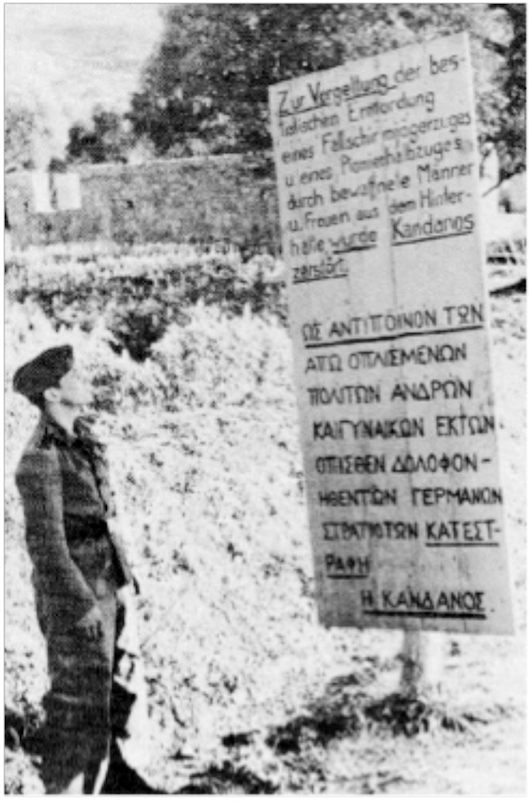 Zur Vergeltung der bes-
tialischen Ermordung
eines Fallschirmjägerzuges
u. eines Pionierhalbzuges
durch bewaffnete Männer
u. Frauen aus dem Hinter-
halte wurde Kandanos
zerstört.
ΩΣ ΑΝΤΙΠΟΙΝΟΝ ΤΩΝ
ΑΠΩ ΟΠΛΙΣΜΕΝΩΝ
ΠΟΛΙΤΩΝ ΑΝΔΡΩΝ
ΚΑΙ ΓΥΝΑΙΚΩΝ ΕΚ ΤΩΝ
ΟΠΙΣΘΕΝ ΔΟΛΟΦΟΝ-
ΗΘΕΝΤΩΝ ΓΕΡΜΑΝΩΝ
ΣΤΡΑΤΙΩΤΩΝ ΚΑΤΕΣΤ-
ΡΑΦΗ
Η ΚΑΝΔΑΝΟΣ.